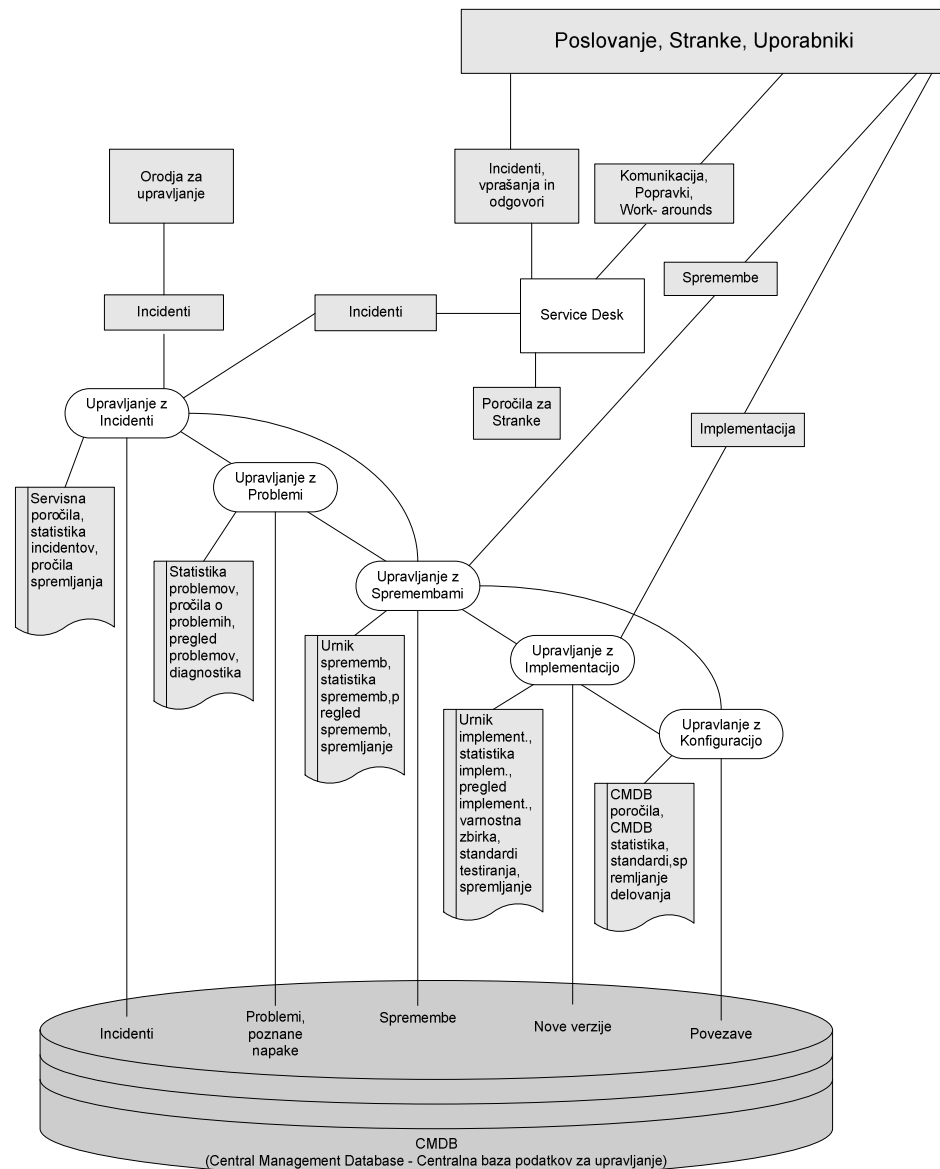 Poslovanje, Stranke, Uporabniki
Orodja za
upravljanje
Incidenti,
vprašanja in
odgovori
Komunikacija,
Popravki,
Work- arounds
Spremembe
Incidenti
Incidenti
Service Desk
Upravljanje z
Incidenti
Poročila za
Stranke
Implementacija
Upravljanje z
Problemi
Servisna
poročila,
statistika
incidentov,
pročila
spremljanja
Upravljanje z
Spremembami
Statistika
problemov,
pročila o
problemih,
pregled
problemov,
diagnostika
Urnik
sprememb,
statistika
sprememb,p
regled
sprememb,
spremljanje
Upravljanje z
Implementacijo
Upravlanje z
Konfiguracijo
Urnik
implement.,
statistika
implem.,
pregled
implement.,
varnostna
zbirka,
standardi
testiranja,
spremljanje
CMDB
poročila,
CMDB
statistika,
standardi,sp
remljanje
delovanja
Incidenti
Problemi,
poznane
napake
Spremembe
Nove verzije
Povezave
CMDB
(Central Management Database - Centralna baza podatkov za upravljanje)